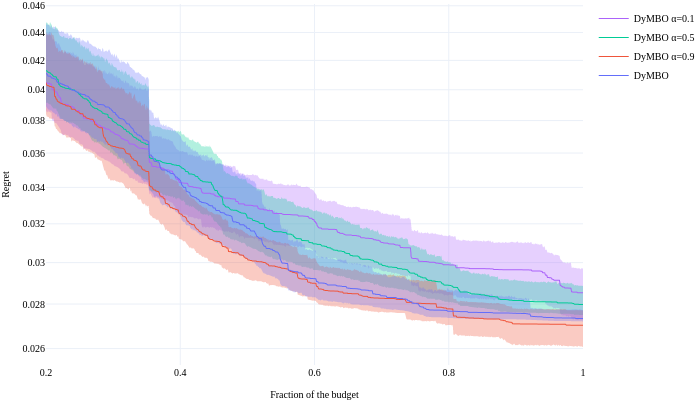 0.046
0.044
0.042
0.04
0.038
0.036
0.034
0.032
0.03
0.028
0.026
Regret
0.2
0.4
0.6
0.8
1
Fraction of the budget
DyMBO α=0.1
DyMBO α=0.5
DyMBO α=0.9
DyMBO